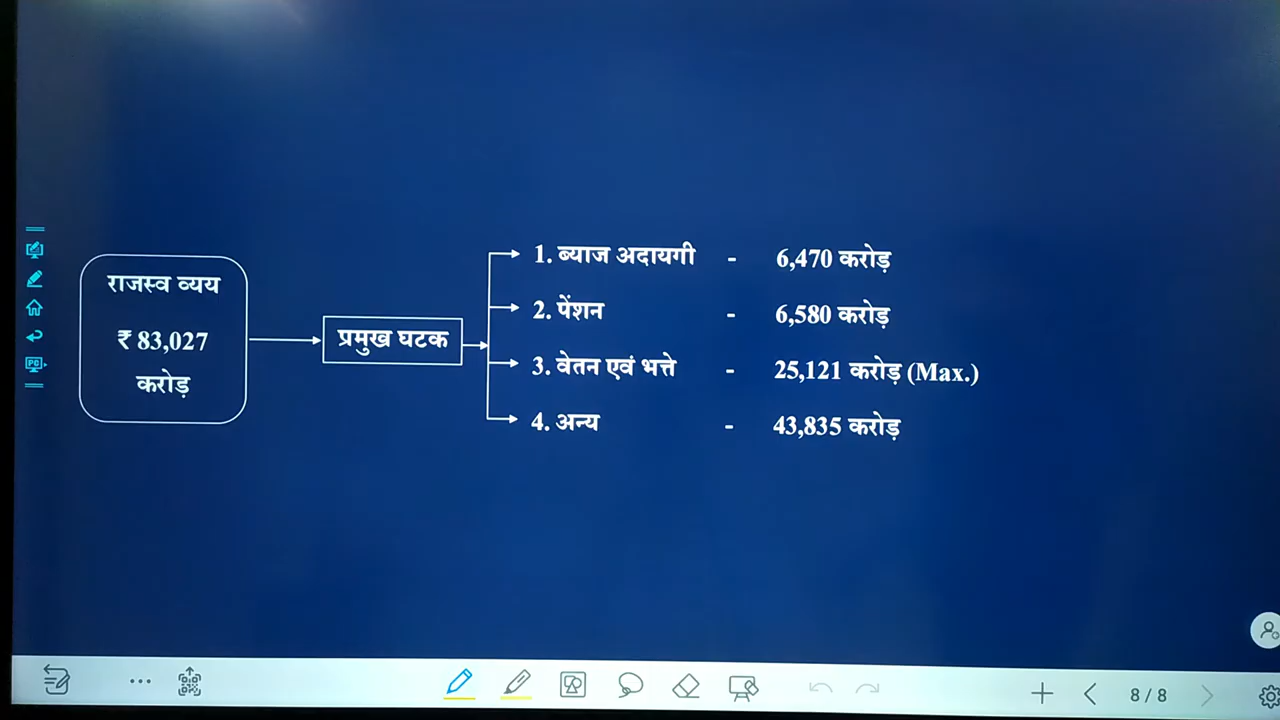 राजस्व व्यय
₹ 83,027
करोड़
प्रमुख घटक
1. ब्याज अदायगी - 6,470 करोड़
2. पेंशन - 6,580 करोड़
3. वेतन एवं भत्ते - 25,121 करोड़ (Max.)
4. अन्य - 43,835 करोड़
PC
8 / 8